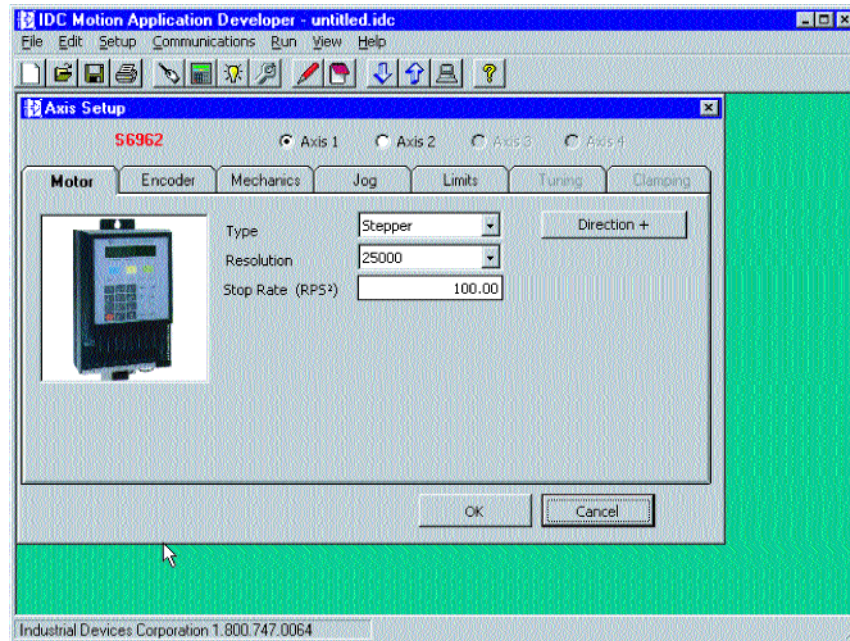 IDC Motion Application Developer - untitled.idc
File Edit Setup Communications Run View Help
Axis Setup
S6962 Axis 1 Axis 2 Axis 3 Axis 4
Motor Encoder Mechanics Jog Limits Tuning Clamping
Type Stepper Direction +
Resolution 25000
Stop Rate (RPS²) 100.00
OK Cancel
Industrial Devices Corporation 1.800.747.0064